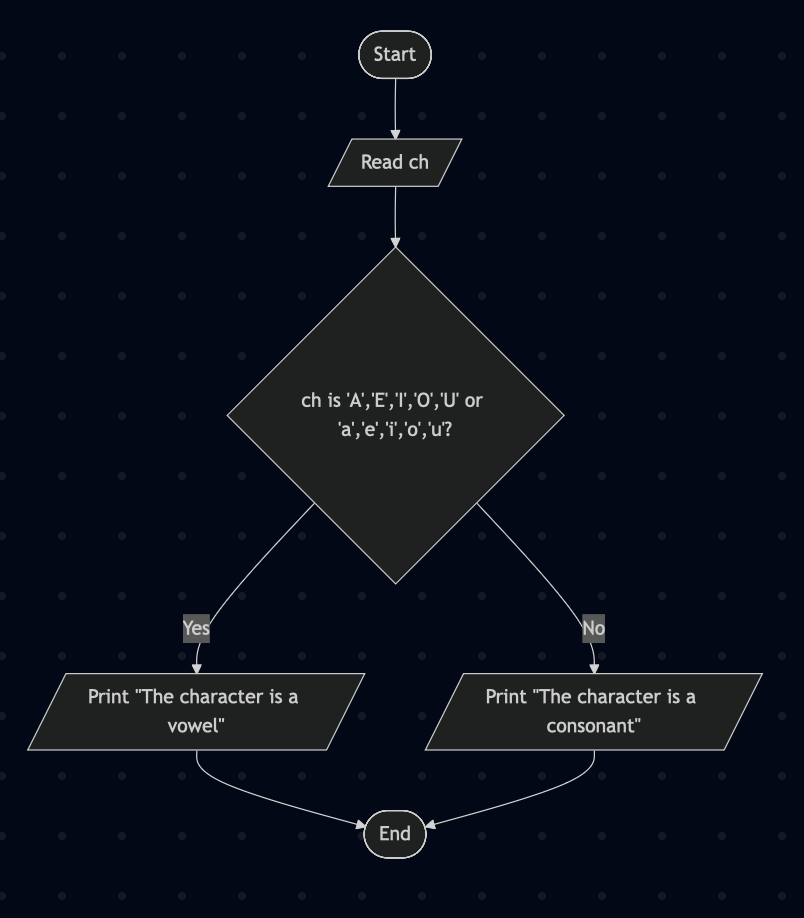 Start
Read ch
ch is 'A','E','I','O','U' or
'a','e','i','o','u'?
Yes
No
Print "The character is a
vowel"
Print "The character is a
consonant"
End